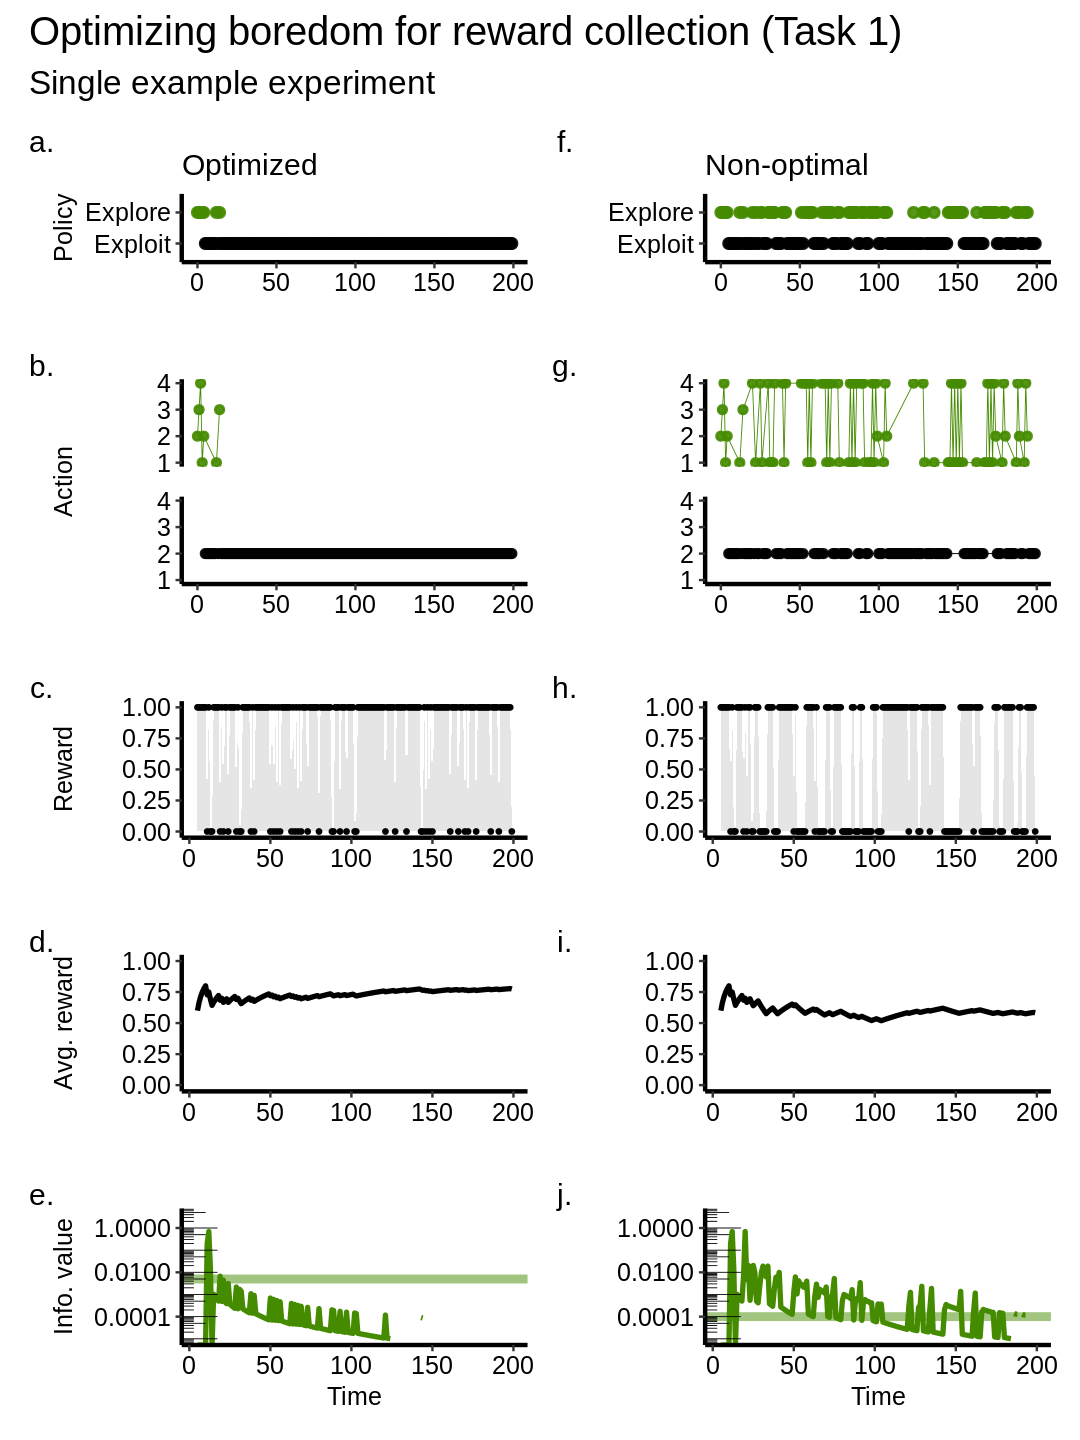 Optimizing boredom for reward collection (Task 1)
Single example experiment
a.
Optimized
Policy
Explore
Exploit
0 50 100 150 200
f.
Non-optimal
Explore
Exploit
0 50 100 150 200
b.
Action
4
3
2
1
4
3
2
1
0 50 100 150 200
g.
4
3
2
1
4
3
2
1
0 50 100 150 200
c.
Reward
1.00
0.75
0.50
0.25
0.00
0 50 100 150 200
h.
1.00
0.75
0.50
0.25
0.00
0 50 100 150 200
d.
Avg. reward
1.00
0.75
0.50
0.25
0.00
0 50 100 150 200
i.
1.00
0.75
0.50
0.25
0.00
0 50 100 150 200
e.
Info. value
1.0000
0.0100
0.0001
0 50 100 150 200
Time
j.
1.0000
0.0100
0.0001
0 50 100 150 200
Time